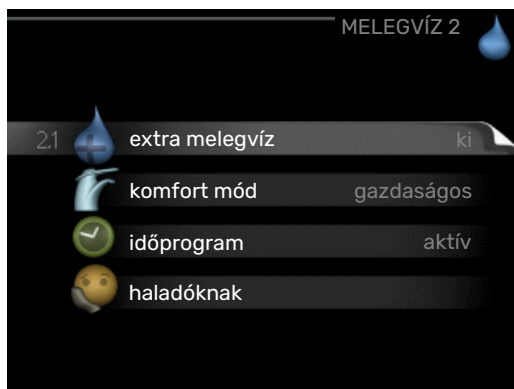 MELEGVÍZ 2
2.1 extra melegvíz ki
komfort mód gazdaságos
időprogram aktív
haladóknak